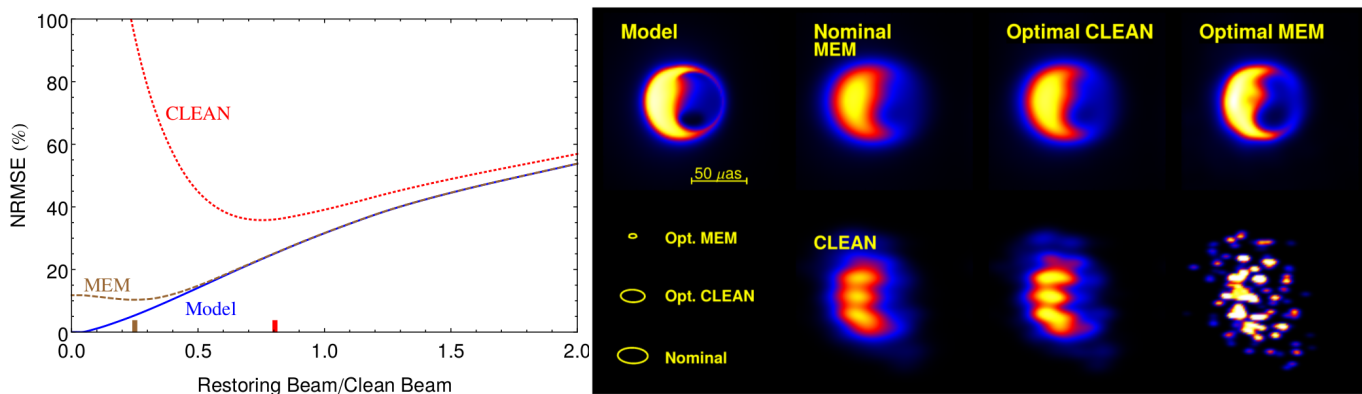 NRMSE (%)
100
80
60
40
20
0
CLEAN
MEM
Model
0.0 0.5 1.0 1.5 2.0
Restoring Beam/Clean Beam
Model
Nominal
MEM
Optimal CLEAN
Optimal MEM
50 μas
Opt. MEM
Opt. CLEAN
Nominal
CLEAN